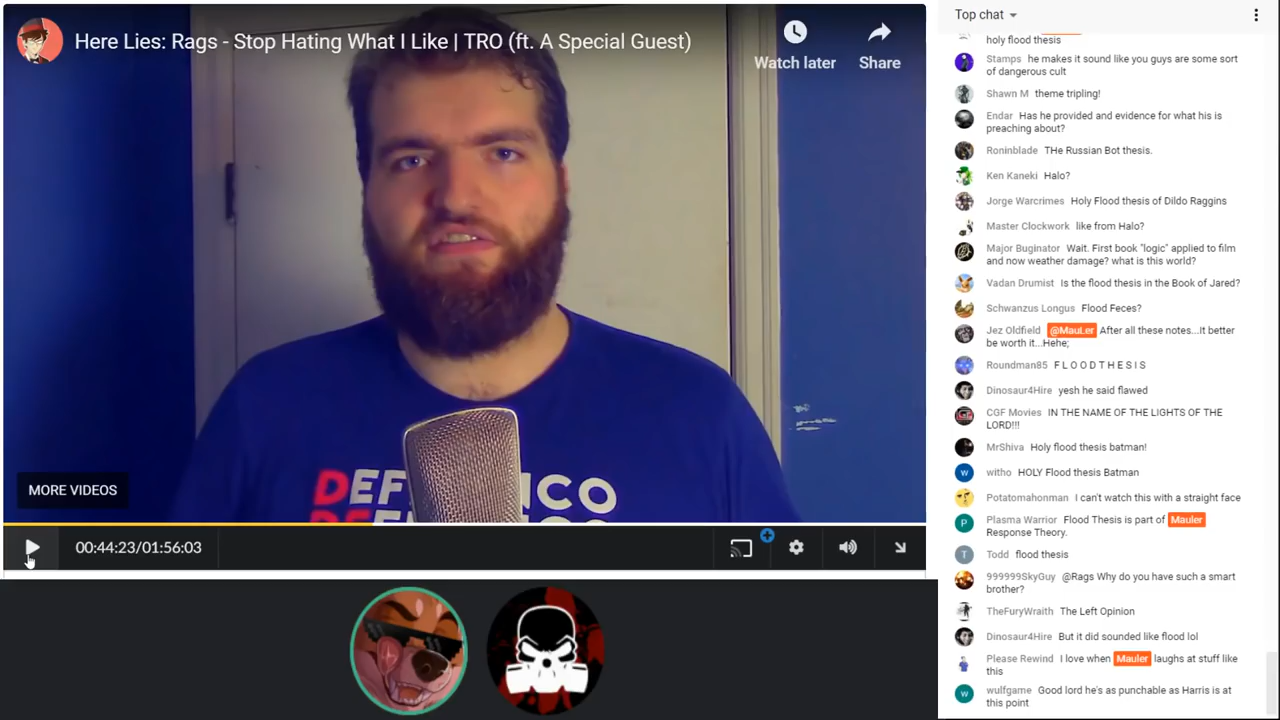 Here Lies: Rags - Stop Hating What I Like | TRO (ft. A Special Guest)
Watch later
Share
MORE VIDEOS
00:44:23/01:56:03
Top chat
holy flood thesis
Stamps he makes it sound like you guys are some sort
of dangerous cult
Shawn M theme tripling!
Endar Has he provided and evidence for what his is
preaching about?
Roninblade THe Russian Bot thesis.
Ken Kaneki Halo?
Jorge Warcrimes Holy Flood thesis of Dildo Raggins
Master Clockwork like from Halo?
Major Buginator Wait. First book "logic" applied to film
and now weather damage? what is this world?
Vadan Drumist Is the flood thesis in the Book of Jared?
Schwanzus Longus Flood Feces?
Jez Oldfield @MauLer After all these notes...It better
be worth it...Hehe;
Roundman85 F L O O D T H E S I S
Dinosaur4Hire yesh he said flawed
CGF Movies IN THE NAME OF THE LIGHTS OF THE
LORD!!!
MrShiva Holy flood thesis batman!
w witho HOLY Flood thesis Batman
Potatomahonman I can't watch this with a straight face
P Plasma Warrior Flood Thesis is part of Mauler
Response Theory.
T Todd flood thesis
999999SkyGuy @Rags Why do you have such a smart
brother?
TheFuryWraith The Left Opinion
Dinosaur4Hire But it did sounded like flood lol
Please Rewind I love when Mauler laughs at stuff like
this
w wulfgame Good lord he's as punchable as Harris is at
this point